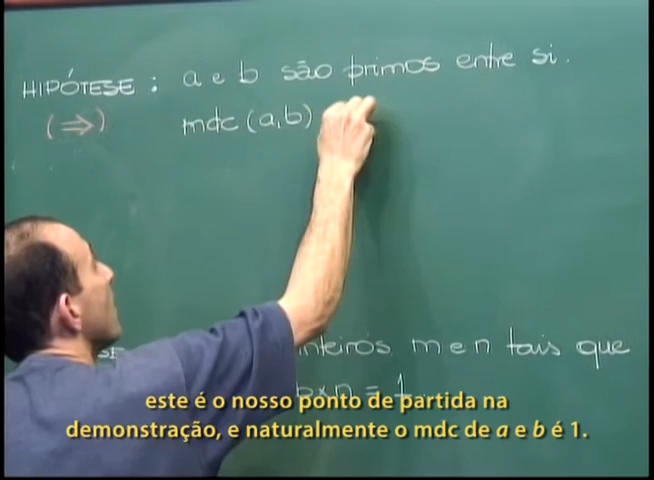 HIPÓTESE : a e b são primos entre si.
(⇒) mdc (a,b)
inteiros m e n tais que
b×n = 1
este é o nosso ponto de partida na
demonstração, e naturalmente o mdc de a e b é 1.